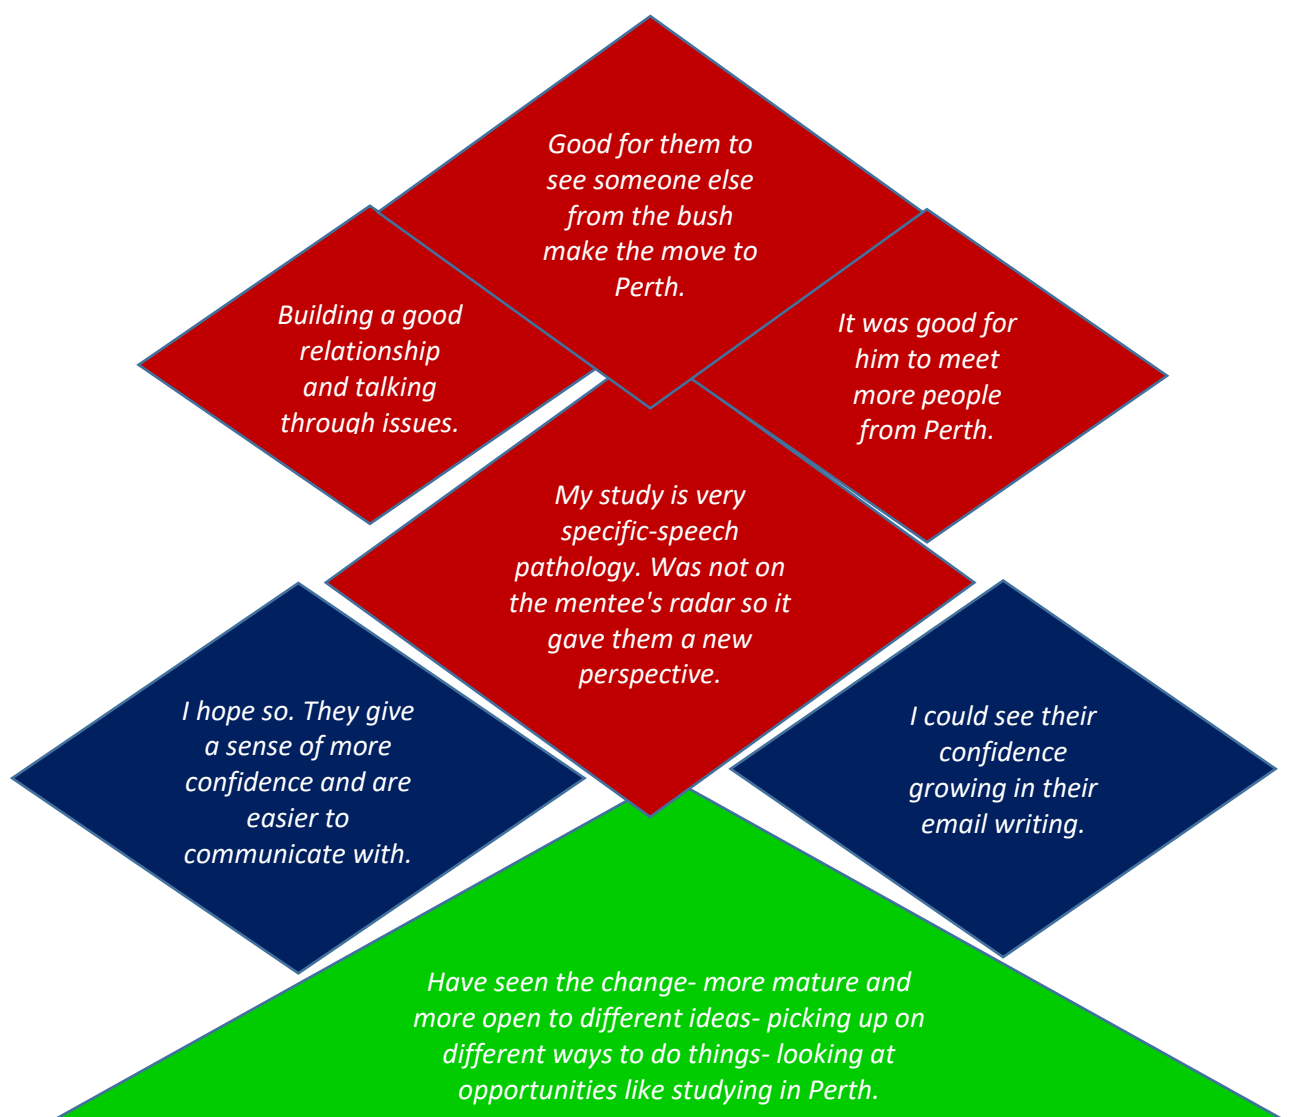 Good for them to
see someone else
from the bush
make the move to
Perth.
Building a good
relationship
and talking
through issues.
It was good for
him to meet
more people
from Perth.
My study is very
specific-speech
pathology. Was not on
the mentee's radar so it
gave them a new
perspective.
I hope so. They give
a sense of more
confidence and are
easier to
communicate with.
I could see their
confidence
growing in their
email writing.
Have seen the change- more mature and
more open to different ideas- picking up on
different ways to do things- looking at
opportunities like studying in Perth.